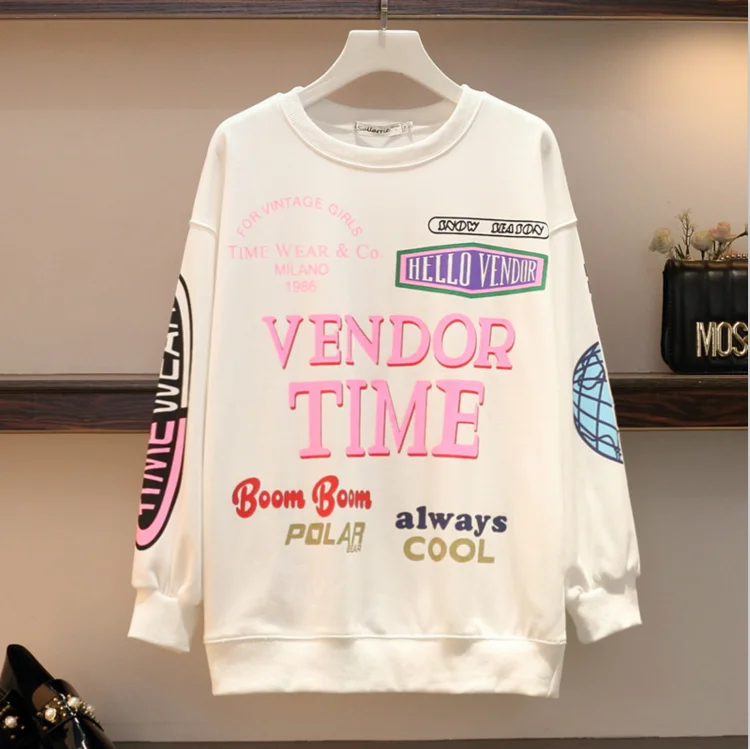 FOR VINTAGE GIRLS
TIME WEAR & Co
MILANO
1986
SNOW SEASON
HELLO VENDOR
VENDOR
TIME
Boom Boom
POLAR
BEAR
always
COOL
TIME WEAR
MOS